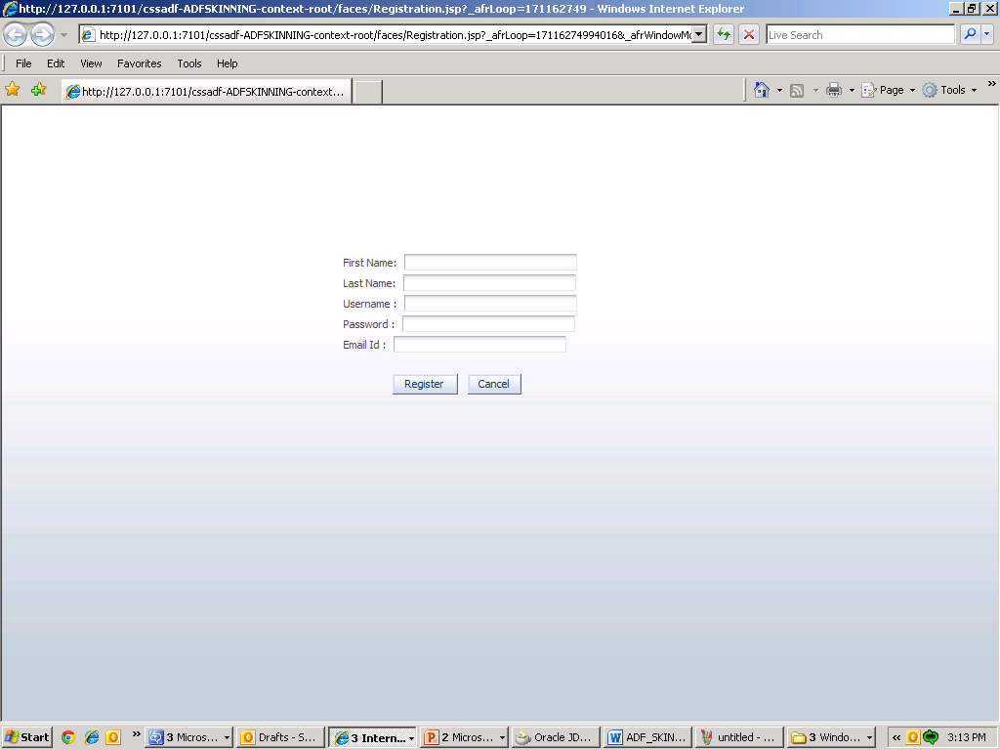 http://127.0.0.1:7101/cssadf-ADFSKINNING-context-root/faces/Registration.jsp?_afrLoop=171162749 - Windows Internet Explorer
http://127.0.0.1:7101/cssadf-ADFSKINNING-context-root/faces/Registration.jsp?_afrLoop=17116274994016&_afrWindowMo
Live Search
File Edit View Favorites Tools Help
http://127.0.0.1:7101/cssadf-ADFSKINNING-context...
Page Tools »
First Name:
Last Name:
Username :
Password :
Email Id :
Register Cancel
Start » 3 Micros... Drafts - S... 3 Intern... 2 Micros... Oracle JD... ADF_SKIN... untitled - ... 3 Windo... « 3:13 PM